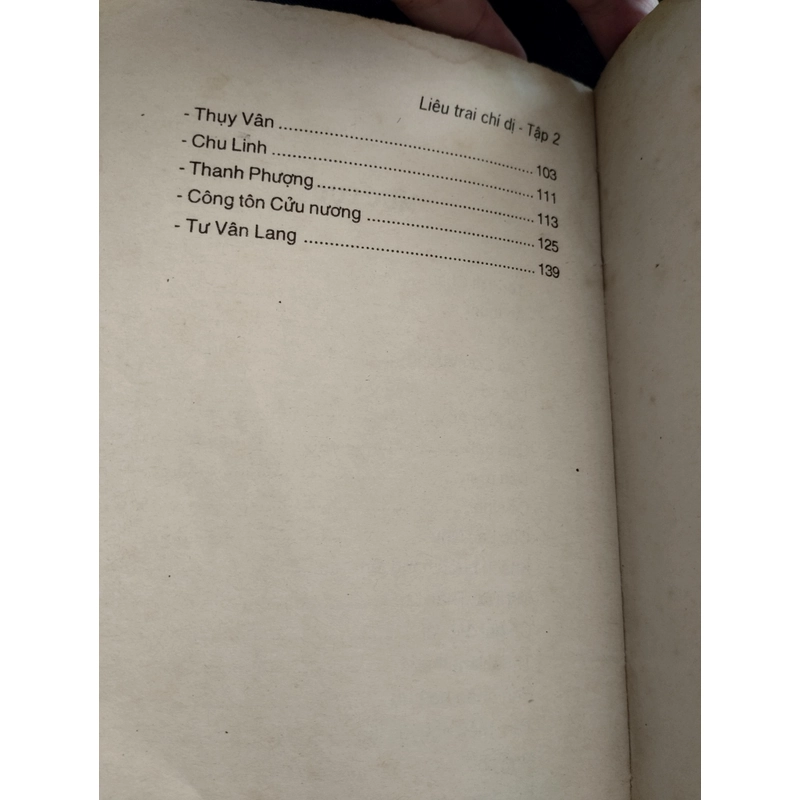 Liêu trai chí dị - Tập 2
- Thụy Vân ........................................ 103
- Chu Linh ........................................ 111
- Thanh Phượng ................................ 113
- Công tôn Cửu nương ........................ 125
- Tư Vân Lang .................................. 139